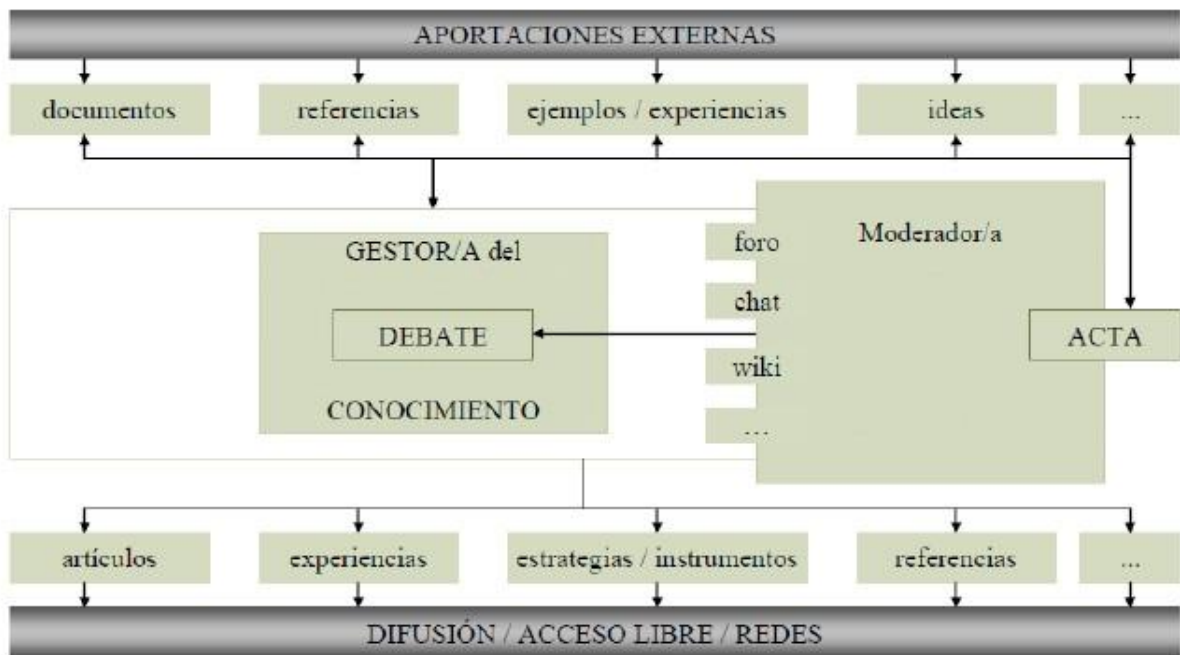 APORTACIONES EXTERNAS
documentos
referencias
ejemplos / experiencias
ideas
...
GESTOR/A del
DEBATE
CONOCIMIENTO
foro
chat
wiki
...
Moderador/a
ACTA
artículos
experiencias
estrategias / instrumentos
referencias
...
DIFUSIÓN / ACCESO LIBRE / REDES